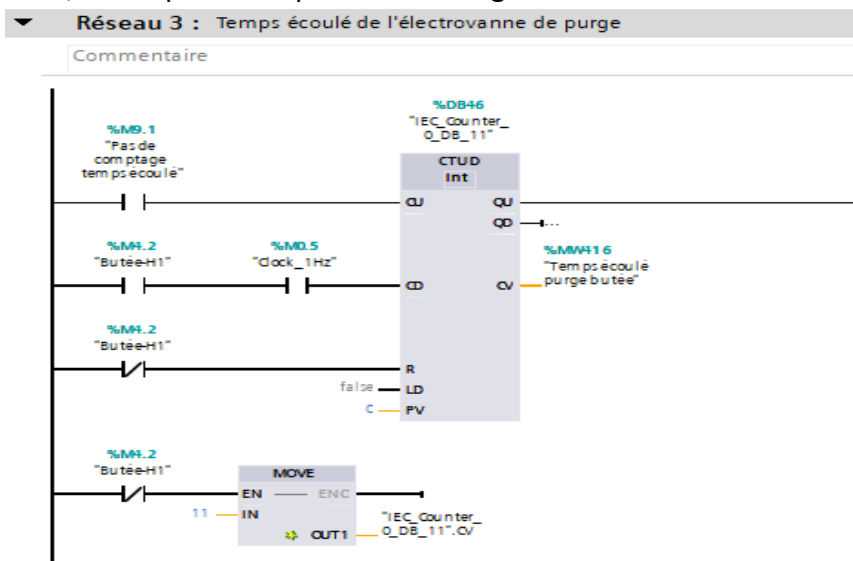 Réseau 3 : Temps écoulé de l'électrovanne de purge
Commentaire
%DB46
"IEC_Counter_
0_DB_11"
%M9.1
"Pas de
comptage
temps écoulé"
CTUD
Int
CU
QU
QD
...
%M4.2
"Butée-H1"
%M0.5
"Clock_1Hz"
%MW416
"Temps écoulé
purge butée"
CD
CV
%M4.2
"Butée-H1"
R
false
LD
PV
%M4.2
"Butée-H1"
MOVE
EN
ENO
11
IN
OUT1
"IEC_Counter_
0_DB_11".CV